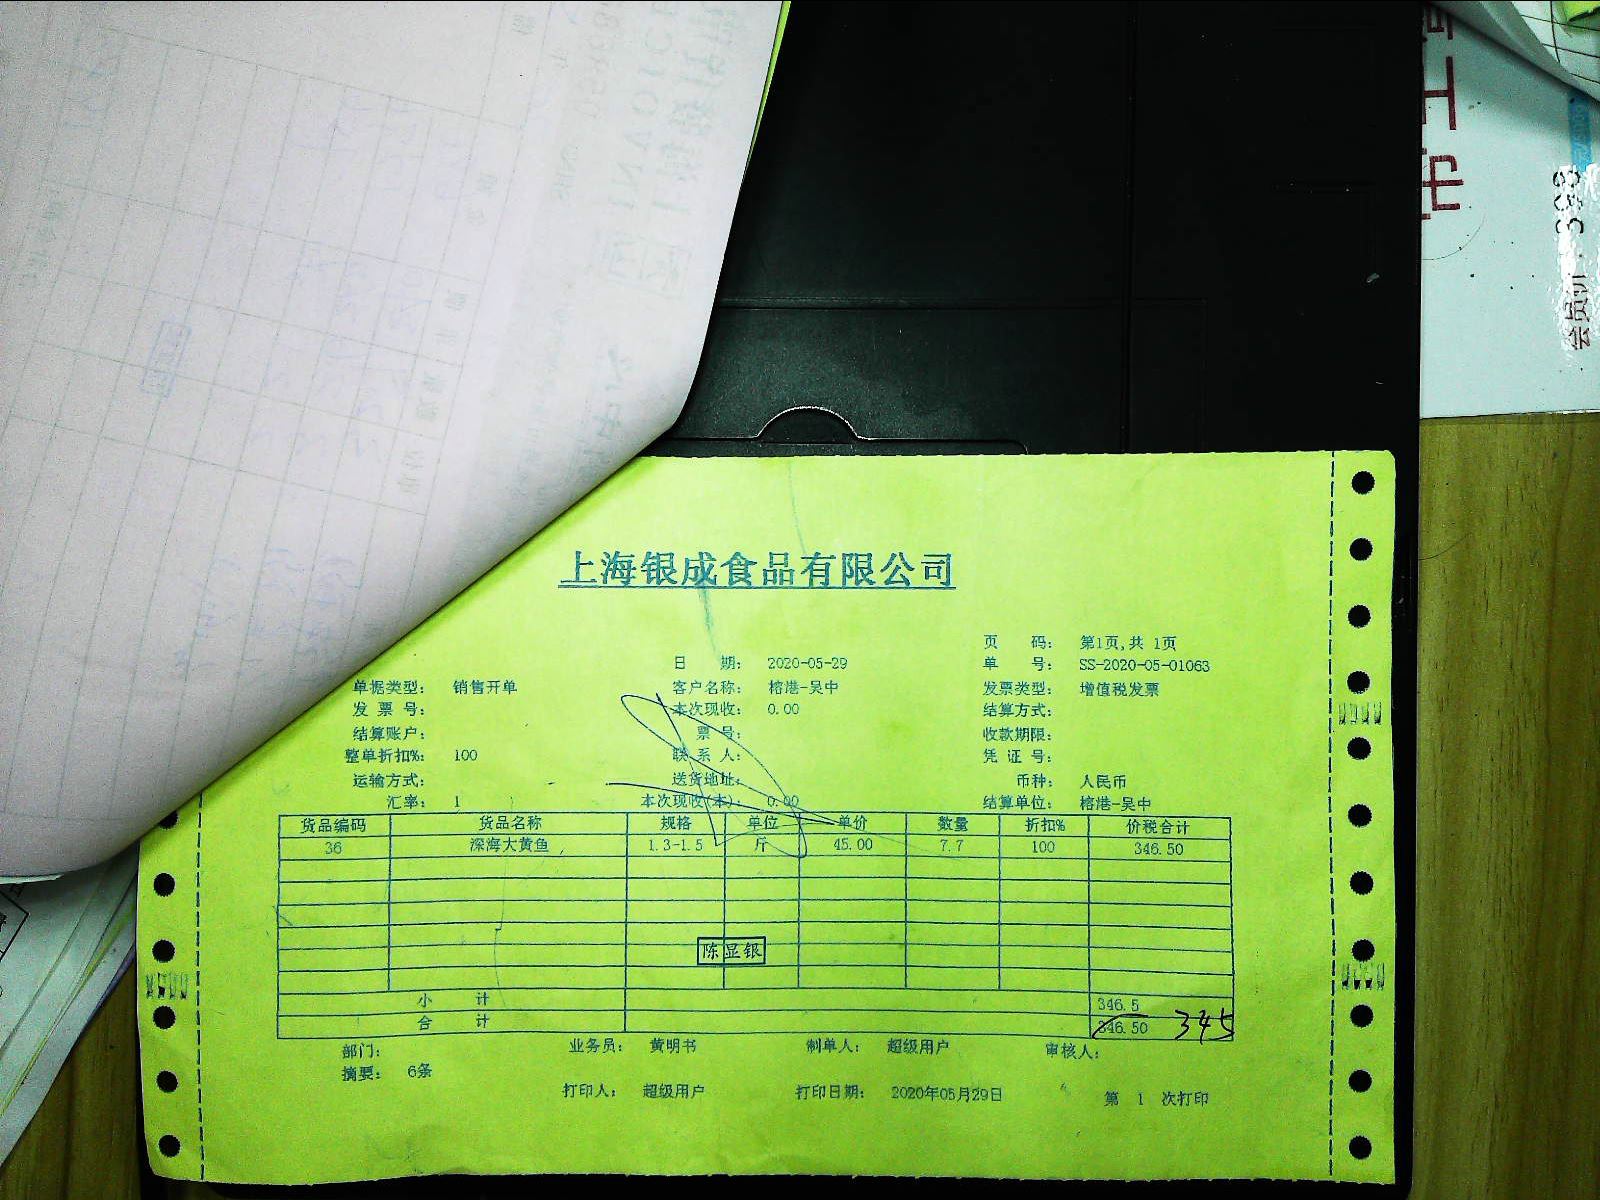 上海银成食品有限公司
页 码： 第1页,共 1页
日 期： 2020-05-29 单 号： SS-2020-05-01063
单据类型： 销售开单 客户名称： 榕港-吴中 发票类型： 增值税发票
发 票 号： 本次现收： 0.00 结算方式：
结算账户： 票 号： 收款期限：
整单折扣%： 100 联 系 人： 凭 证 号：
运输方式： 送货地址： 币种： 人民币
汇率： 1 本次现收(本)： 0.00 结算单位： 榕港-吴中
货品编码 货品名称 规格 单位 单价 数量 折扣% 价税合计
36 深海大黄鱼 1.3-1.5 斤 45.00 7.7 100 346.50
陈显银
小 计 346.5
合 计 346.50 345
部门： 业务员： 黄明书 制单人： 超级用户 审核人：
摘要： 6条
打印人： 超级用户 打印日期： 2020年05月29日 第 1 次打印